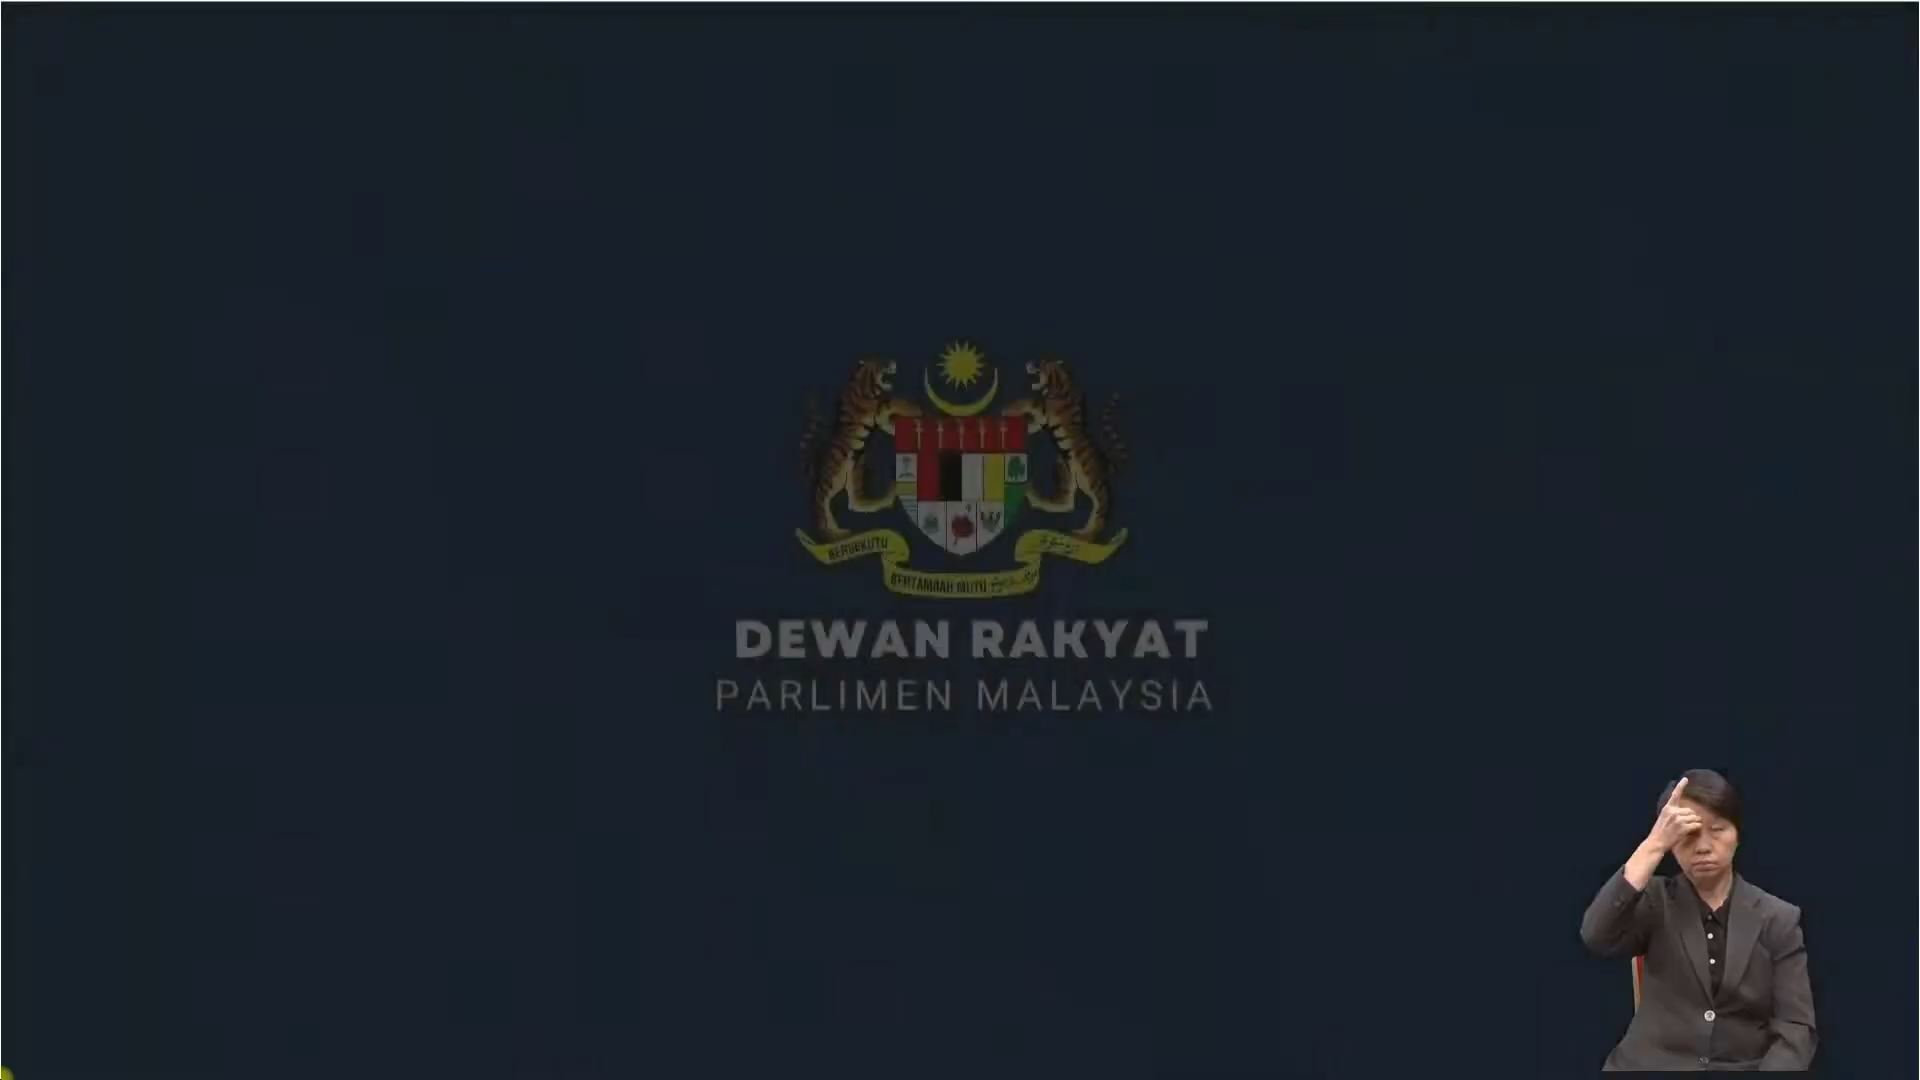 BERSEKUTU
BERTAMBAH MUTU
DEWAN RAKYAT
PARLIMEN MALAYSIA